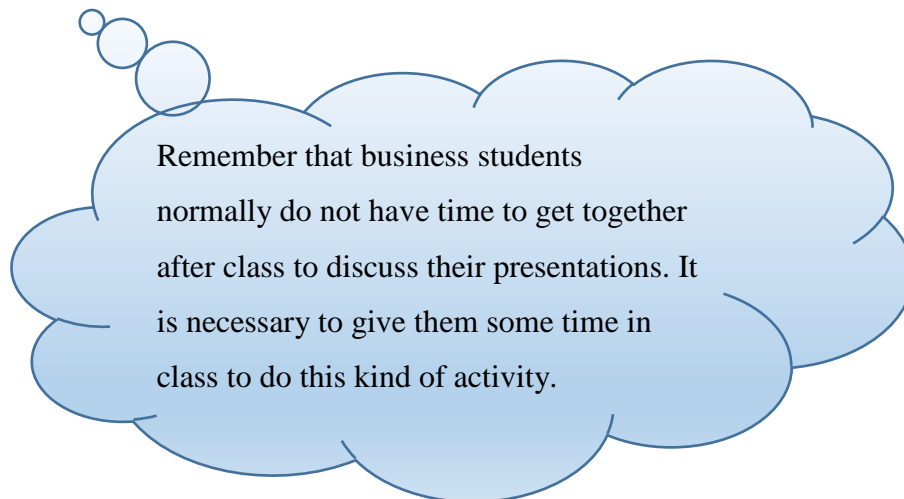 Remember that business students
normally do not have time to get together
after class to discuss their presentations. It
is necessary to give them some time in
class to do this kind of activity.